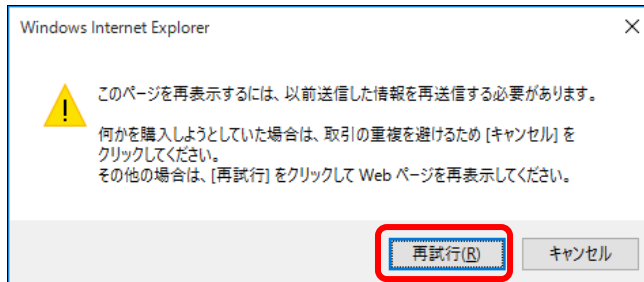 Windows Internet Explorer
このページを再表示するには、以前送信した情報を再送信する必要があります。
何かを購入しようとしていた場合は、取引の重複を避けるため [キャンセル] を
クリックしてください。
その他の場合は、[再試行] をクリックして Web ページを再表示してください。
再試行(R) キャンセル